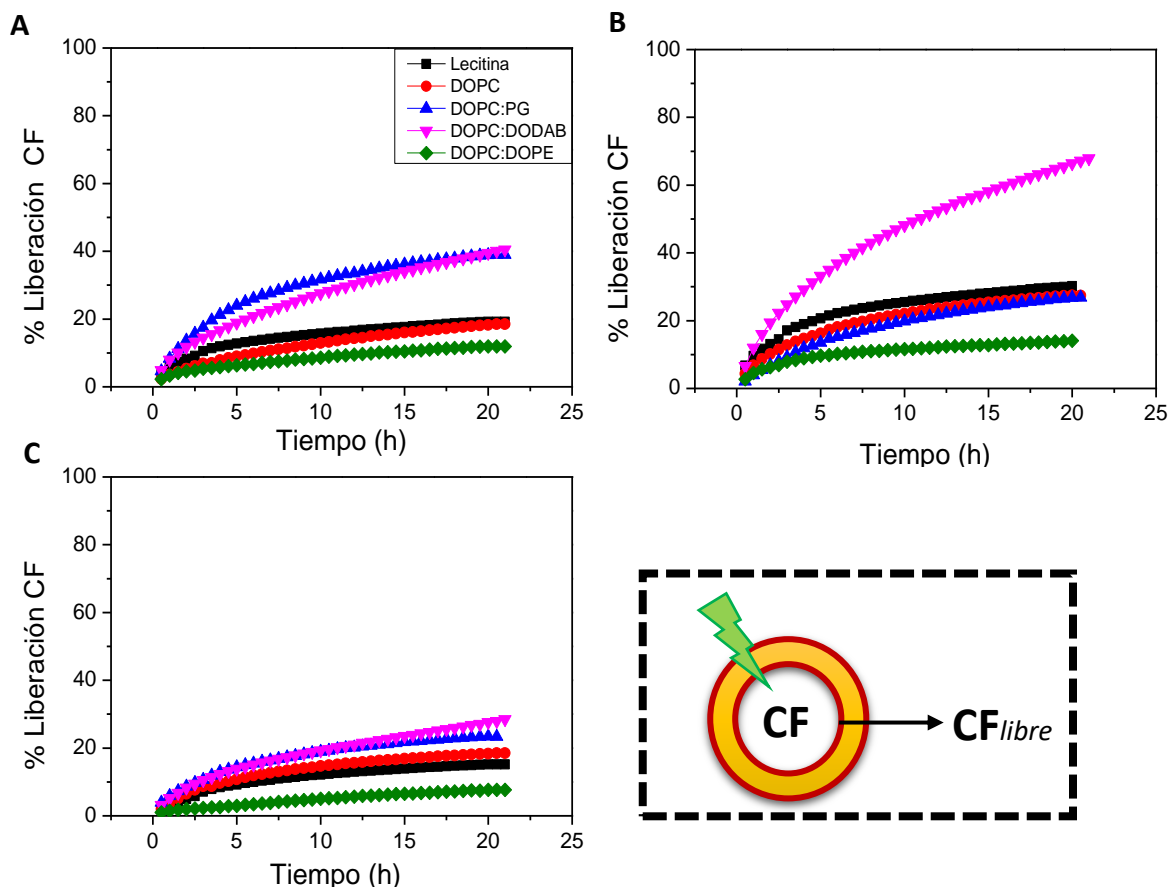 A
100
80
60
40
20
0
% Liberación CF
Lecitina
DOPC
DOPC:PG
DOPC:DODAB
DOPC:DOPE
0 5 10 15 20 25
Tiempo (h)
B
100
80
60
40
20
0
% Liberación CF
0 5 10 15 20 25
Tiempo (h)
C
100
80
60
40
20
0
% Liberación CF
0 5 10 15 20 25
Tiempo (h)
CF
CFlibre